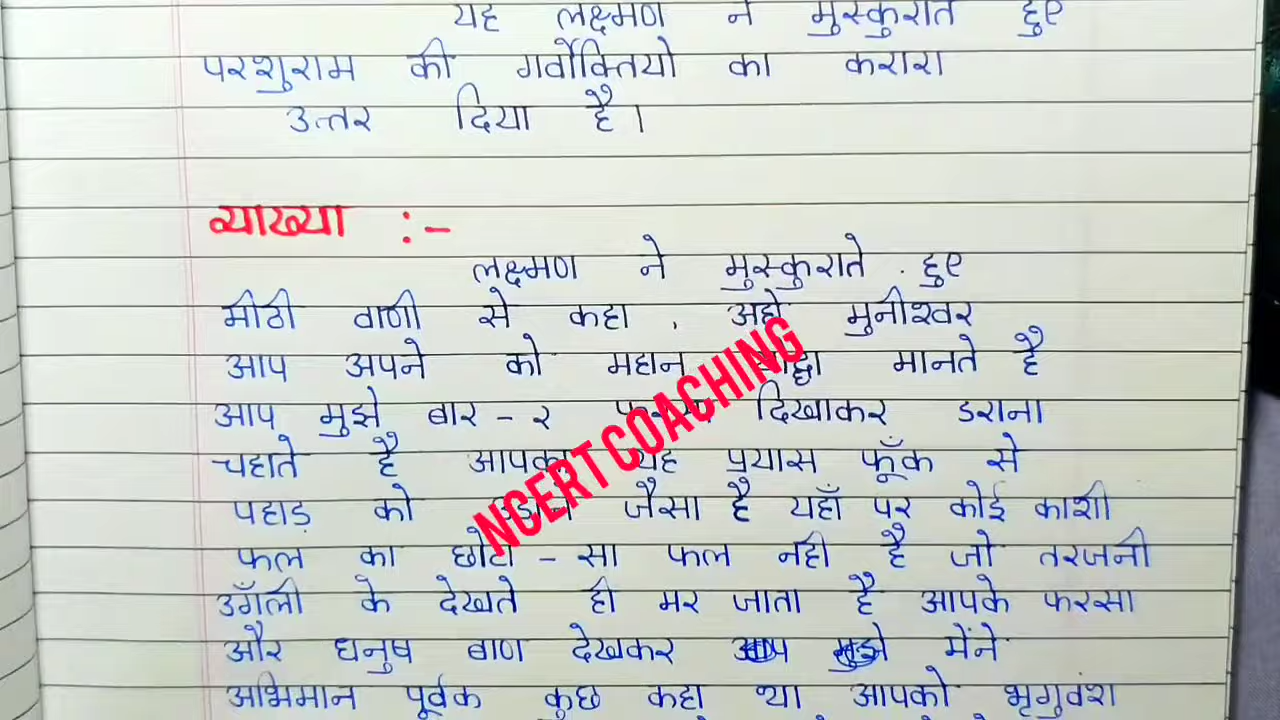 यह लक्ष्मण ने मुस्कुराते हुए
परशुराम की गर्वोक्तियो का करारा
उत्तर दिया है।
व्याख्या :-
लक्ष्मण ने मुस्कुराते . हुए
मीठी वाणी से कहा , अहो मुनीश्वर
आप अपने को महान मानते है
आप मुझे बार - २ दिखाकर डराना
चहाते है आपका यह प्रयास फूँक से
पहाड़ को जैसा है यहाँ पर कोई काशी
फल का छोटा - सा फल नही है जो तरजनी
उँगली के देखते ही मर जाता है आपके फरसा
और धनुष बाण देखकर मेंने
अभिमान पूर्वक कुछ कहा था आपको भृगुवंश
NCERT COACHING